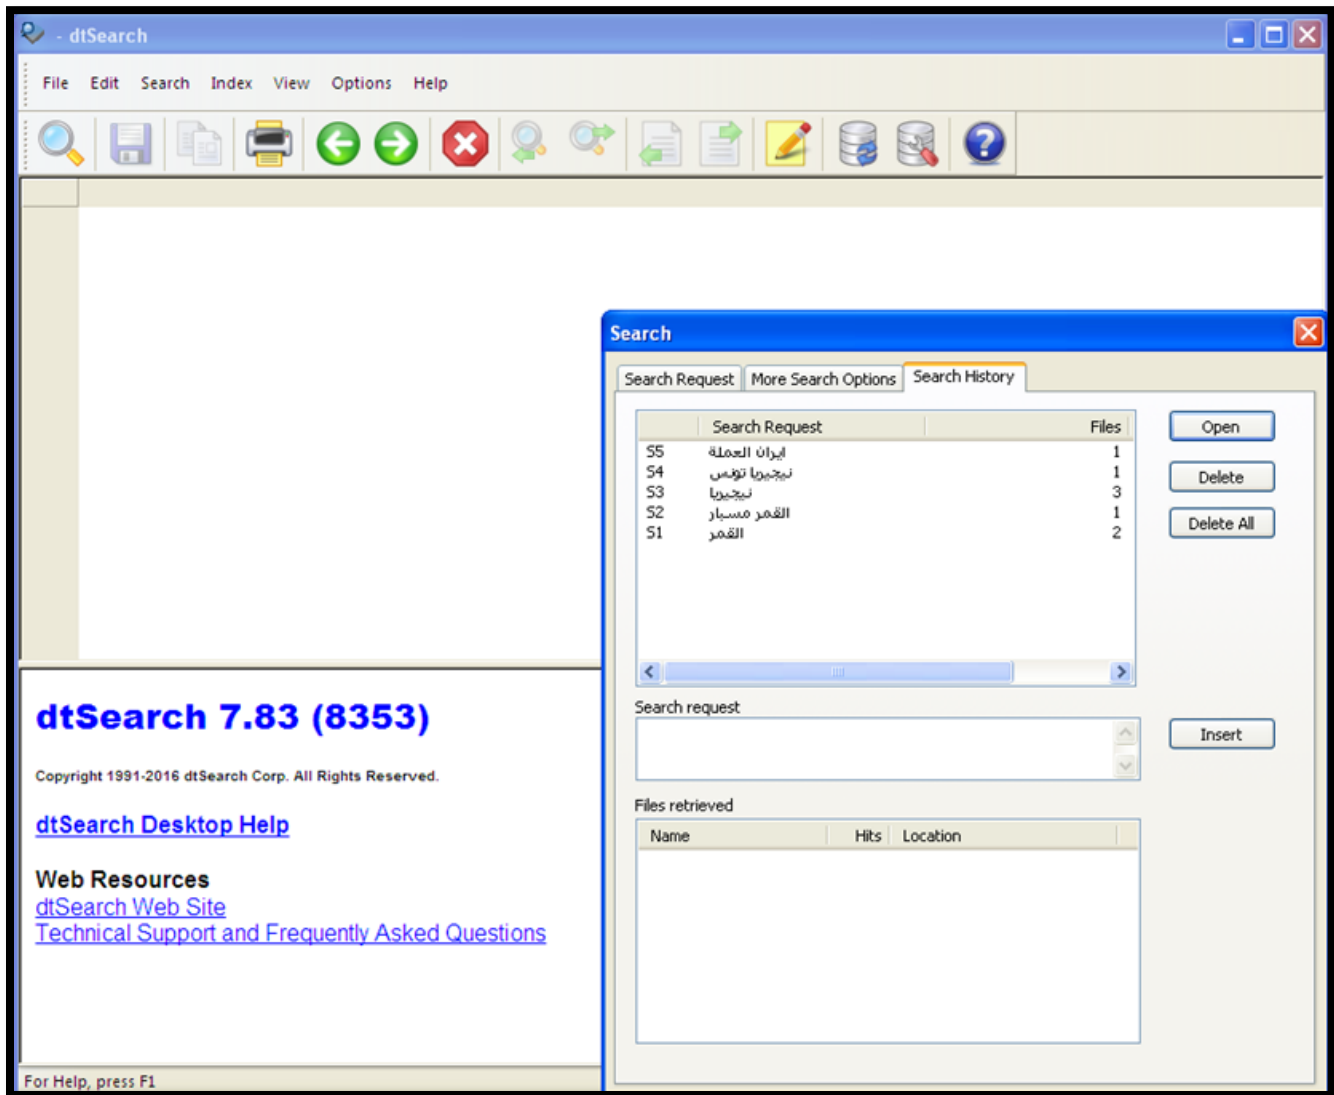 - dtSearch
File Edit Search Index View Options Help
Search
Search Request More Search Options Search History
Search Request Files
S5 ايران العملة 1
S4 نيجيريا تونس 1
S3 نيجيريا 3
S2 القمر مسبار 1
S1 القمر 2
Open
Delete
Delete All
Search request
Insert
Files retrieved
Name Hits Location
dtSearch 7.83 (8353)
Copyright 1991-2016 dtSearch Corp. All Rights Reserved.
dtSearch Desktop Help
Web Resources
dtSearch Web Site
Technical Support and Frequently Asked Questions
For Help, press F1